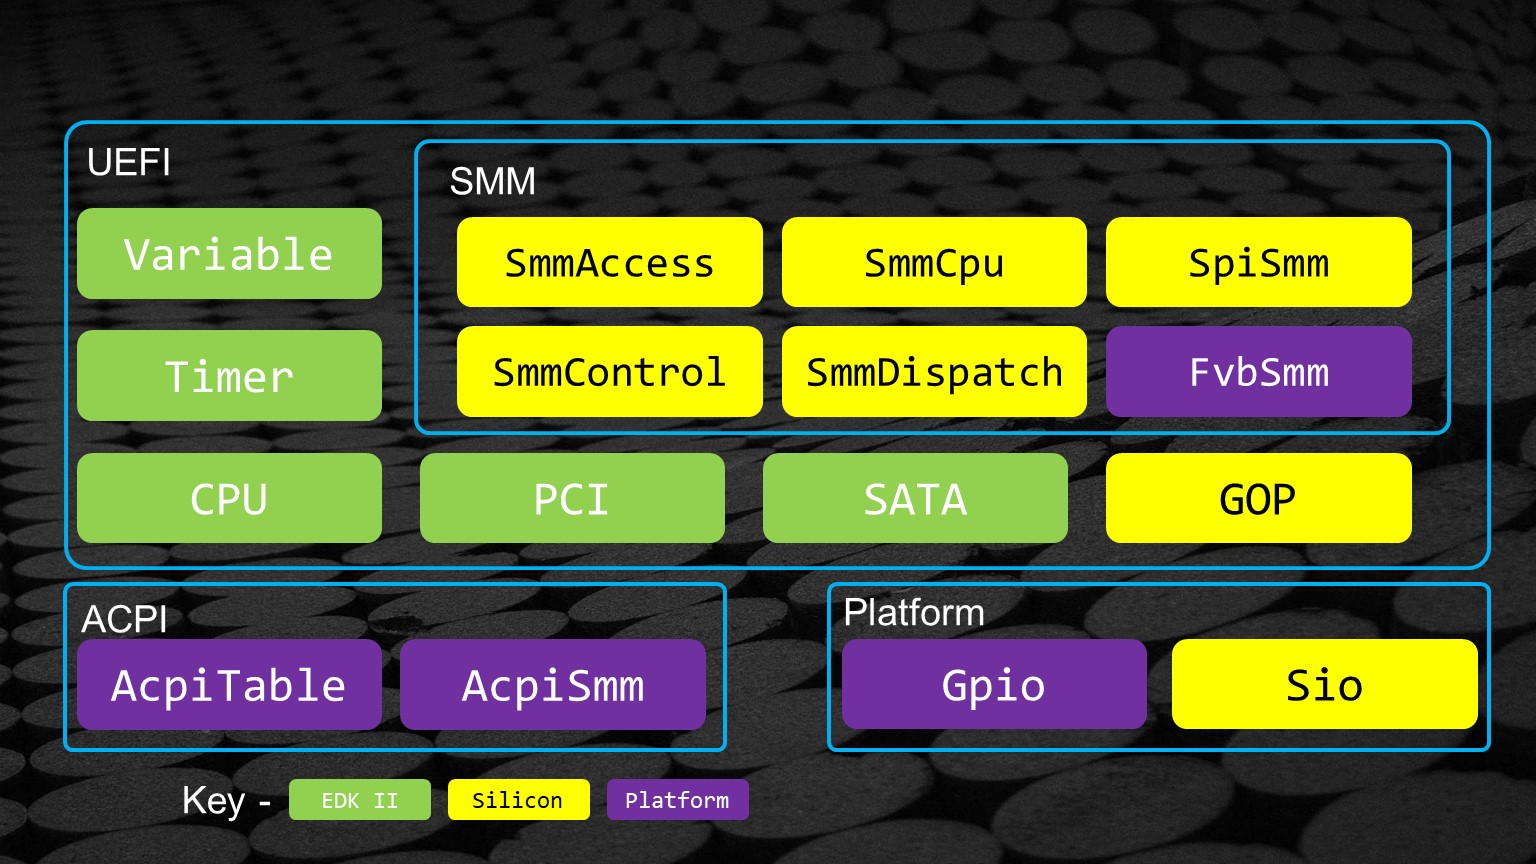 UEFI
SMM
Variable
SmmAccess
SmmCpu
SpiSmm
Timer
SmmControl
SmmDispatch
FvbSmm
CPU
PCI
SATA
GOP
ACPI
AcpiTable
AcpiSmm
Platform
Gpio
Sio
Key -
EDK II
Silicon
Platform